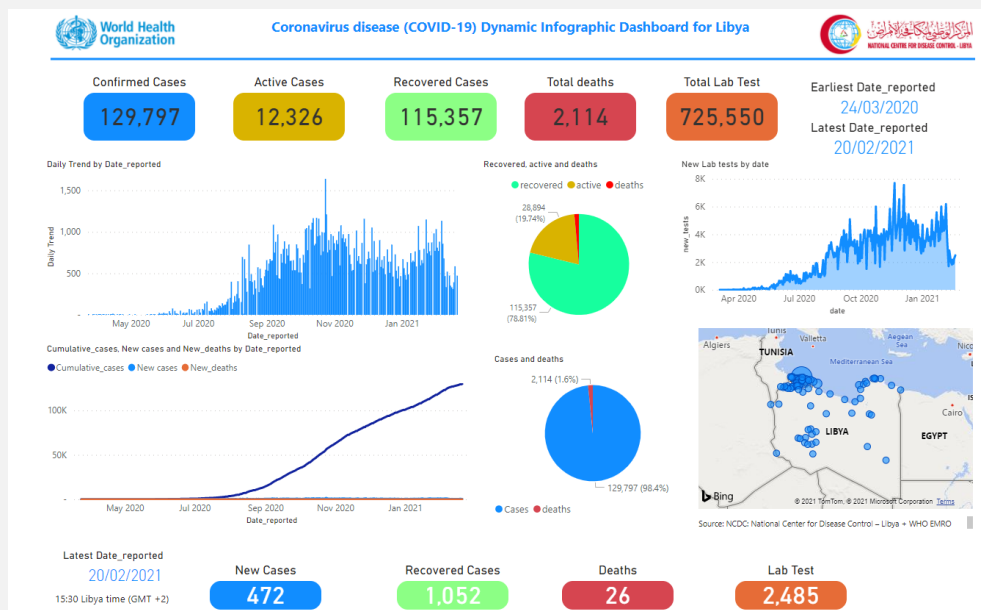 World Health
Organization
Coronavirus disease (COVID-19) Dynamic Infographic Dashboard for Libya
المركز الوطني لمكافحة الأمراض
NATIONAL CENTRE FOR DISEASE CONTROL - LIBYA
Confirmed Cases
129,797
Active Cases
12,326
Recovered Cases
115,357
Total deaths
2,114
Total Lab Test
725,550
Earliest Date_reported
24/03/2020
Latest Date_reported
20/02/2021
Daily Trend by Date_reported
1,500
1,000
500
-
Daily Trend
May 2020
Jul 2020
Sep 2020
Nov 2020
Jan 2021
Date_reported
Recovered, active and deaths
recovered
active
deaths
28,894
(19.74%)
115,357
(78.81%)
New Lab tests by date
8K
6K
4K
2K
0K
new_tests
Apr 2020
Jul 2020
Oct 2020
Jan 2021
date
Cumulative_cases, New cases and New_deaths by Date_reported
Cumulative_cases
New cases
New_deaths
100K
50K
-
May 2020
Jul 2020
Sep 2020
Nov 2020
Jan 2021
Date_reported
Cases and deaths
2,114 (1.6%)
129,797 (98.4%)
Cases
deaths
Algiers
Tunis
TUNISIA
Valletta
Aegean
Sea
Nico
Mediterranean Sea
Cairo
LIBYA
EGYPT
IS
Bing
© 2021 TomTom, © 2021 Microsoft Corporation Terms
Source: NCDC: National Center for Disease Control – Libya + WHO EMRO
Latest Date_reported
20/02/2021
15:30 Libya time (GMT +2)
New Cases
472
Recovered Cases
1,052
Deaths
26
Lab Test
2,485